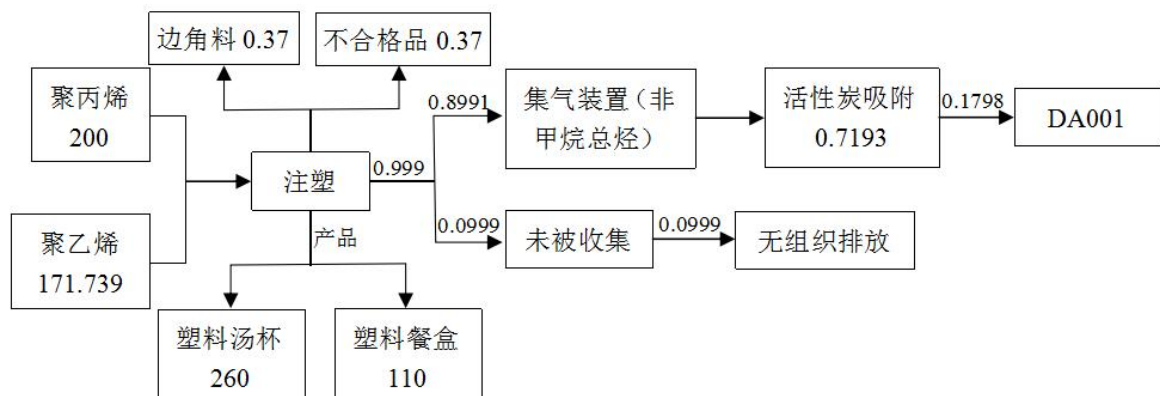 边角料 0.37
不合格品 0.37
聚丙烯
200
聚乙烯
171.739
注塑
0.999
0.8991
集气装置（非
甲烷总烃）
活性炭吸附
0.7193
0.1798
DA001
0.0999
未被收集
0.0999
无组织排放
产品
塑料汤杯
260
塑料餐盒
110